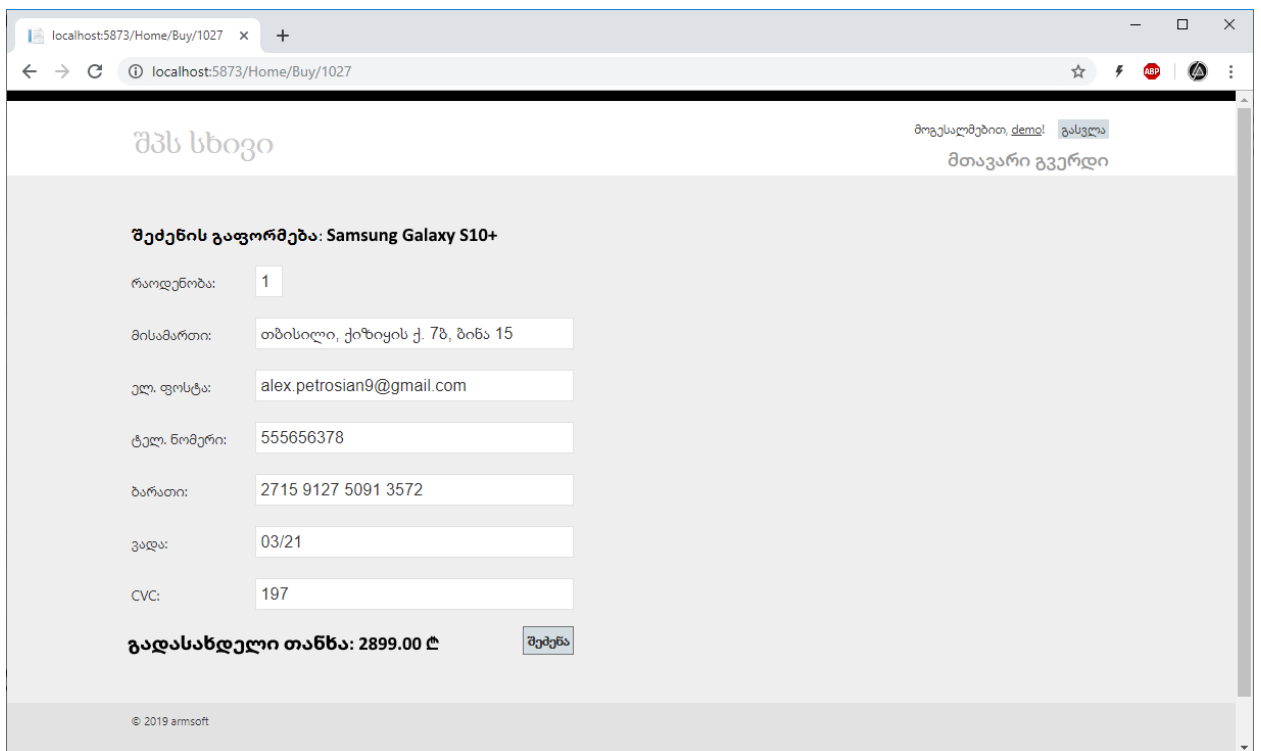 localhost:5873/Home/Buy/1027
localhost:5873/Home/Buy/1027
ABP
შპს სხივი
მოგესალმებით, demo! გასვლა
მთავარი გვერდი
შეძენის გაფორმება: Samsung Galaxy S10+
რაოდენობა: 1
მისამართი: თბისილი, ქიზიყის ქ. 7ბ, ბინა 15
ელ. ფოსტა: alex.petrosian9@gmail.com
ტელ. ნომერი: 555656378
ბარათი: 2715 9127 5091 3572
ვადა: 03/21
CVC: 197
გადასახდელი თანხა: 2899.00 ₾ შეძენა
© 2019 armsoft